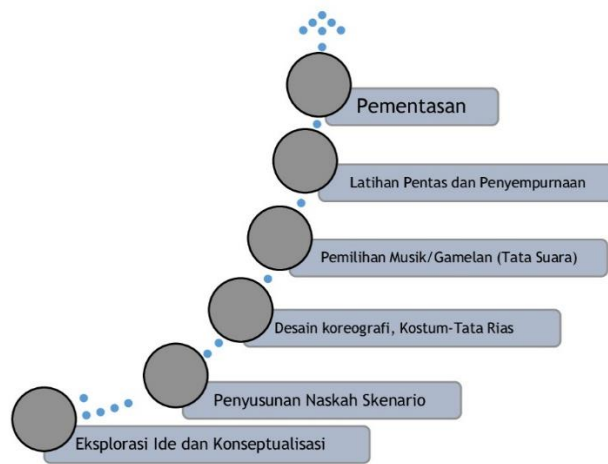 Pementasan
Latihan Pentas dan Penyempurnaan
Pemilihan Musik/Gamelan (Tata Suara)
Desain koreografi, Kostum-Tata Rias
Penyusunan Naskah Skenario
Eksplorasi Ide dan Konseptualisasi